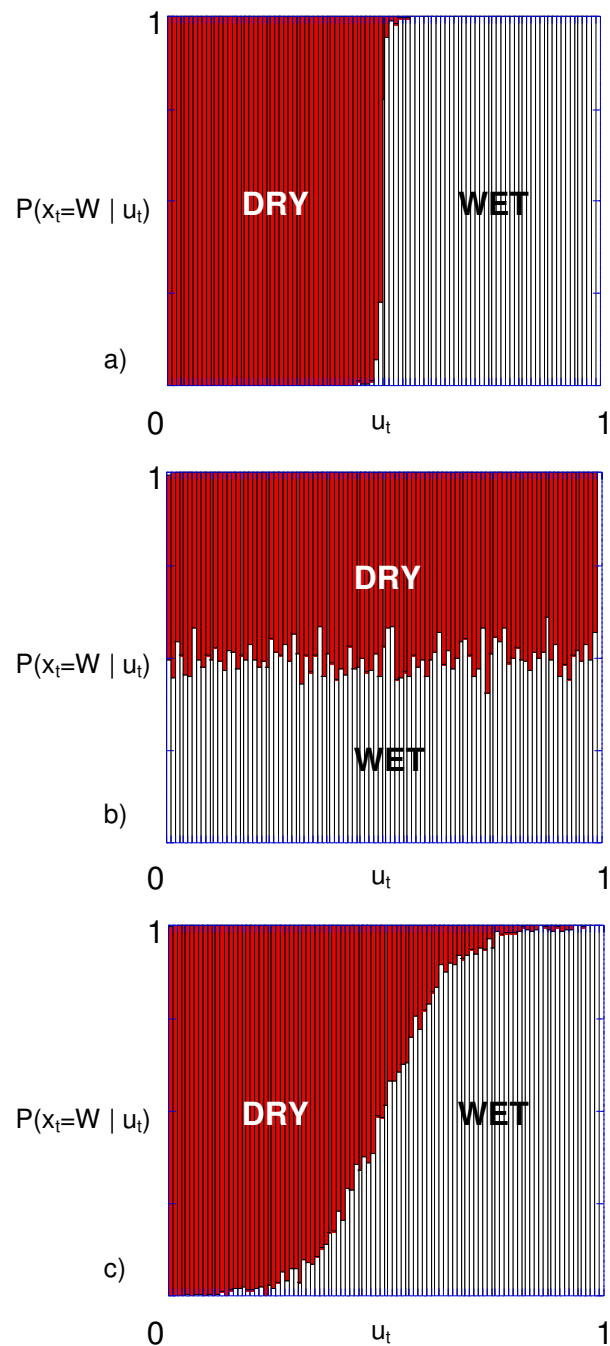 1
DRY WET
P(xₜ=W | uₜ)
a)
0 uₜ 1
1
DRY
P(xₜ=W | uₜ)
WET
b)
0 uₜ 1
1
DRY WET
P(xₜ=W | uₜ)
c)
0 uₜ 1